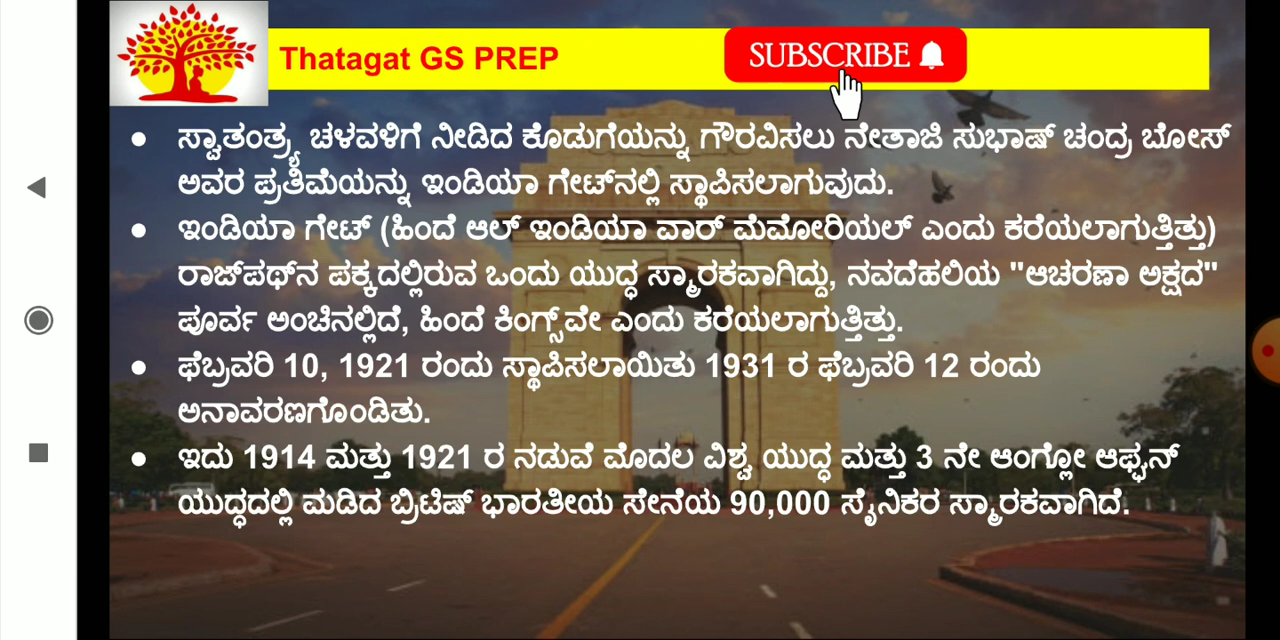 Thatagat GS PREP
SUBSCRIBE
ಸ್ವಾತಂತ್ರ್ಯ ಚಳವಳಿಗೆ ನೀಡಿದ ಕೊಡುಗೆಯನ್ನು ಗೌರವಿಸಲು ನೇತಾಜಿ ಸುಭಾಷ್ ಚಂದ್ರ ಬೋಸ್
ಅವರ ಪ್ರತಿಮೆಯನ್ನು ಇಂಡಿಯಾ ಗೇಟ್‌ನಲ್ಲಿ ಸ್ಥಾಪಿಸಲಾಗುವುದು.
ಇಂಡಿಯಾ ಗೇಟ್ (ಹಿಂದೆ ಆಲ್ ಇಂಡಿಯಾ ವಾರ್ ಮೆಮೋರಿಯಲ್ ಎಂದು ಕರೆಯಲಾಗುತ್ತಿತ್ತು)
ರಾಜ್‌ಪಥ್‌ನ ಪಕ್ಕದಲ್ಲಿರುವ ಒಂದು ಯುದ್ಧ ಸ್ಮಾರಕವಾಗಿದ್ದು, ನವದೆಹಲಿಯ "ಆಚರಣಾ ಅಕ್ಷದ"
ಪೂರ್ವ ಅಂಚಿನಲ್ಲಿದೆ, ಹಿಂದೆ ಕಿಂಗ್ಸ್‌ವೇ ಎಂದು ಕರೆಯಲಾಗುತ್ತಿತ್ತು.
ಫೆಬ್ರವರಿ 10, 1921 ರಂದು ಸ್ಥಾಪಿಸಲಾಯಿತು 1931 ರ ಫೆಬ್ರವರಿ 12 ರಂದು
ಅನಾವರಣಗೊಂಡಿತು.
ಇದು 1914 ಮತ್ತು 1921 ರ ನಡುವೆ ಮೊದಲ ವಿಶ್ವ ಯುದ್ಧ ಮತ್ತು 3 ನೇ ಆಂಗ್ಲೋ ಆಫ್ಘನ್
ಯುದ್ಧದಲ್ಲಿ ಮಡಿದ ಬ್ರಿಟಿಷ್ ಭಾರತೀಯ ಸೇನೆಯ 90,000 ಸೈನಿಕರ ಸ್ಮಾರಕವಾಗಿದೆ.